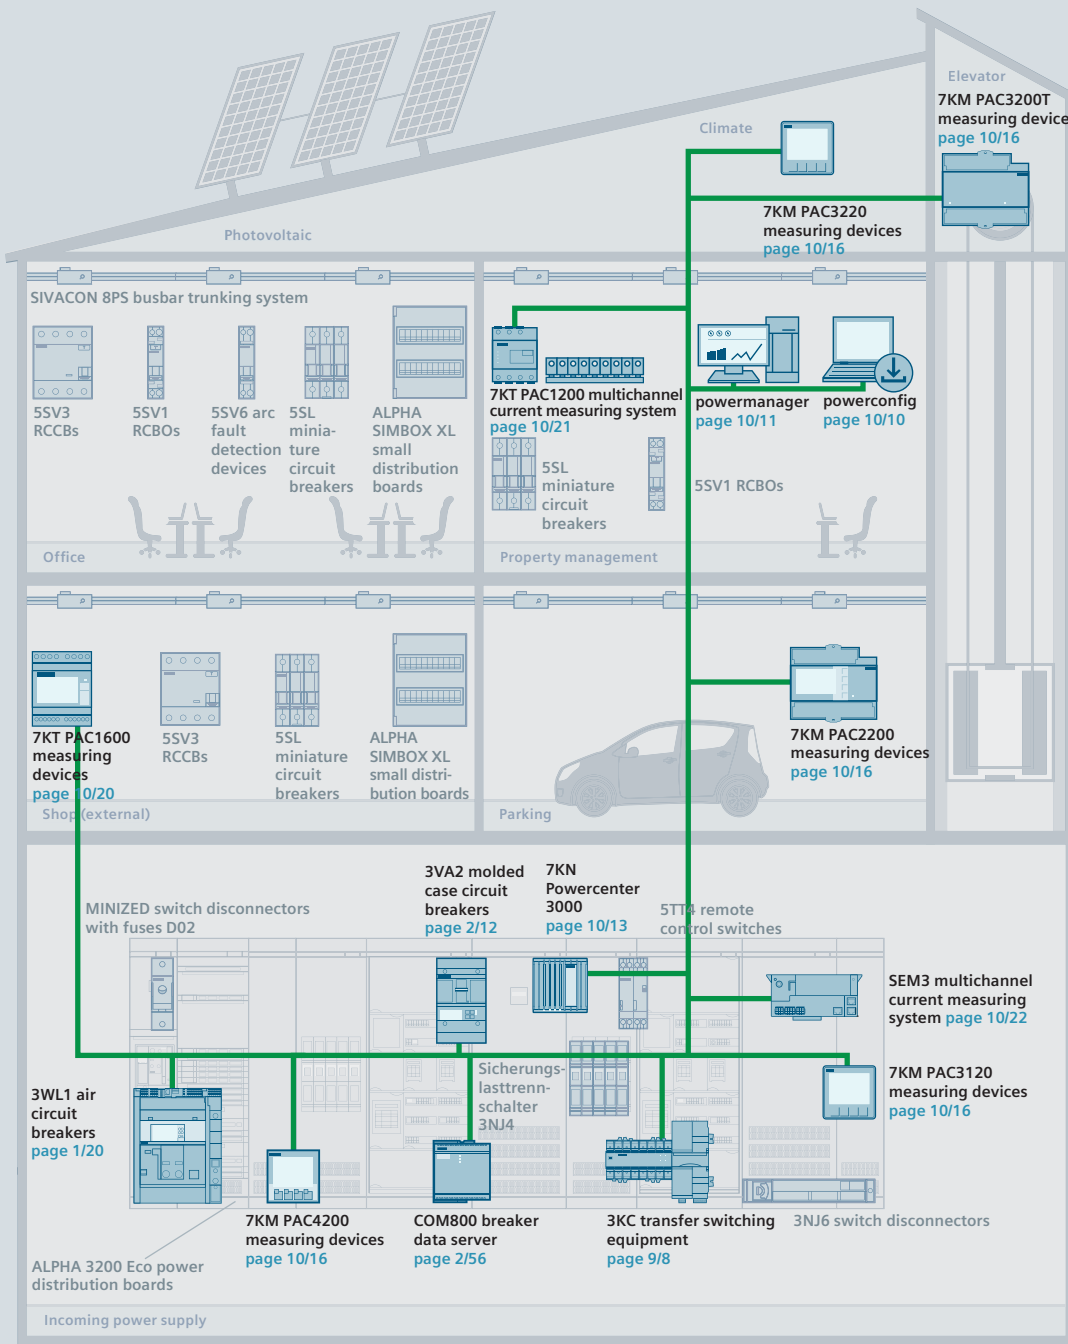 Elevator
7KM PAC3200T
measuring device
page 10/16
Climate
7KM PAC3220
measuring devices
page 10/16
Photovoltaic
SIVACON 8PS busbar trunking system
5SV3
RCCBs
5SV1
RCBOs
5SV6 arc
fault
detection
devices
5SL
minia-
ture
circuit
breakers
ALPHA
SIMBOX XL
small
distribution
boards
Office
7KT PAC1200 multichannel
current measuring system
page 10/21
powermanager
page 10/11
powerconfig
page 10/10
5SL
miniature
circuit
breakers
5SV1 RCBOs
Property management
7KT PAC1600
measuring
devices
page 10/20
5SV3
RCCBs
5SL
miniature
circuit
breakers
ALPHA
SIMBOX XL
small distri-
bution boards
Shop (external)
7KM PAC2200
measuring devices
page 10/16
Parking
MINIZED switch disconnectors
with fuses D02
3VA2 molded
case circuit
breakers
page 2/12
7KN
Powercenter
3000
page 10/13
5TT4 remote
control switches
SEM3 multichannel
current measuring
system page 10/22
3WL1 air
circuit
breakers
page 1/20
Sicherungs-
lasttrenn-
schalter
3NJ4
7KM PAC3120
measuring devices
page 10/16
7KM PAC4200
measuring devices
page 10/16
COM800 breaker
data server
page 2/56
3KC transfer switching
equipment
page 9/8
3NJ6 switch disconnectors
ALPHA 3200 Eco power
distribution boards
Incoming power supply